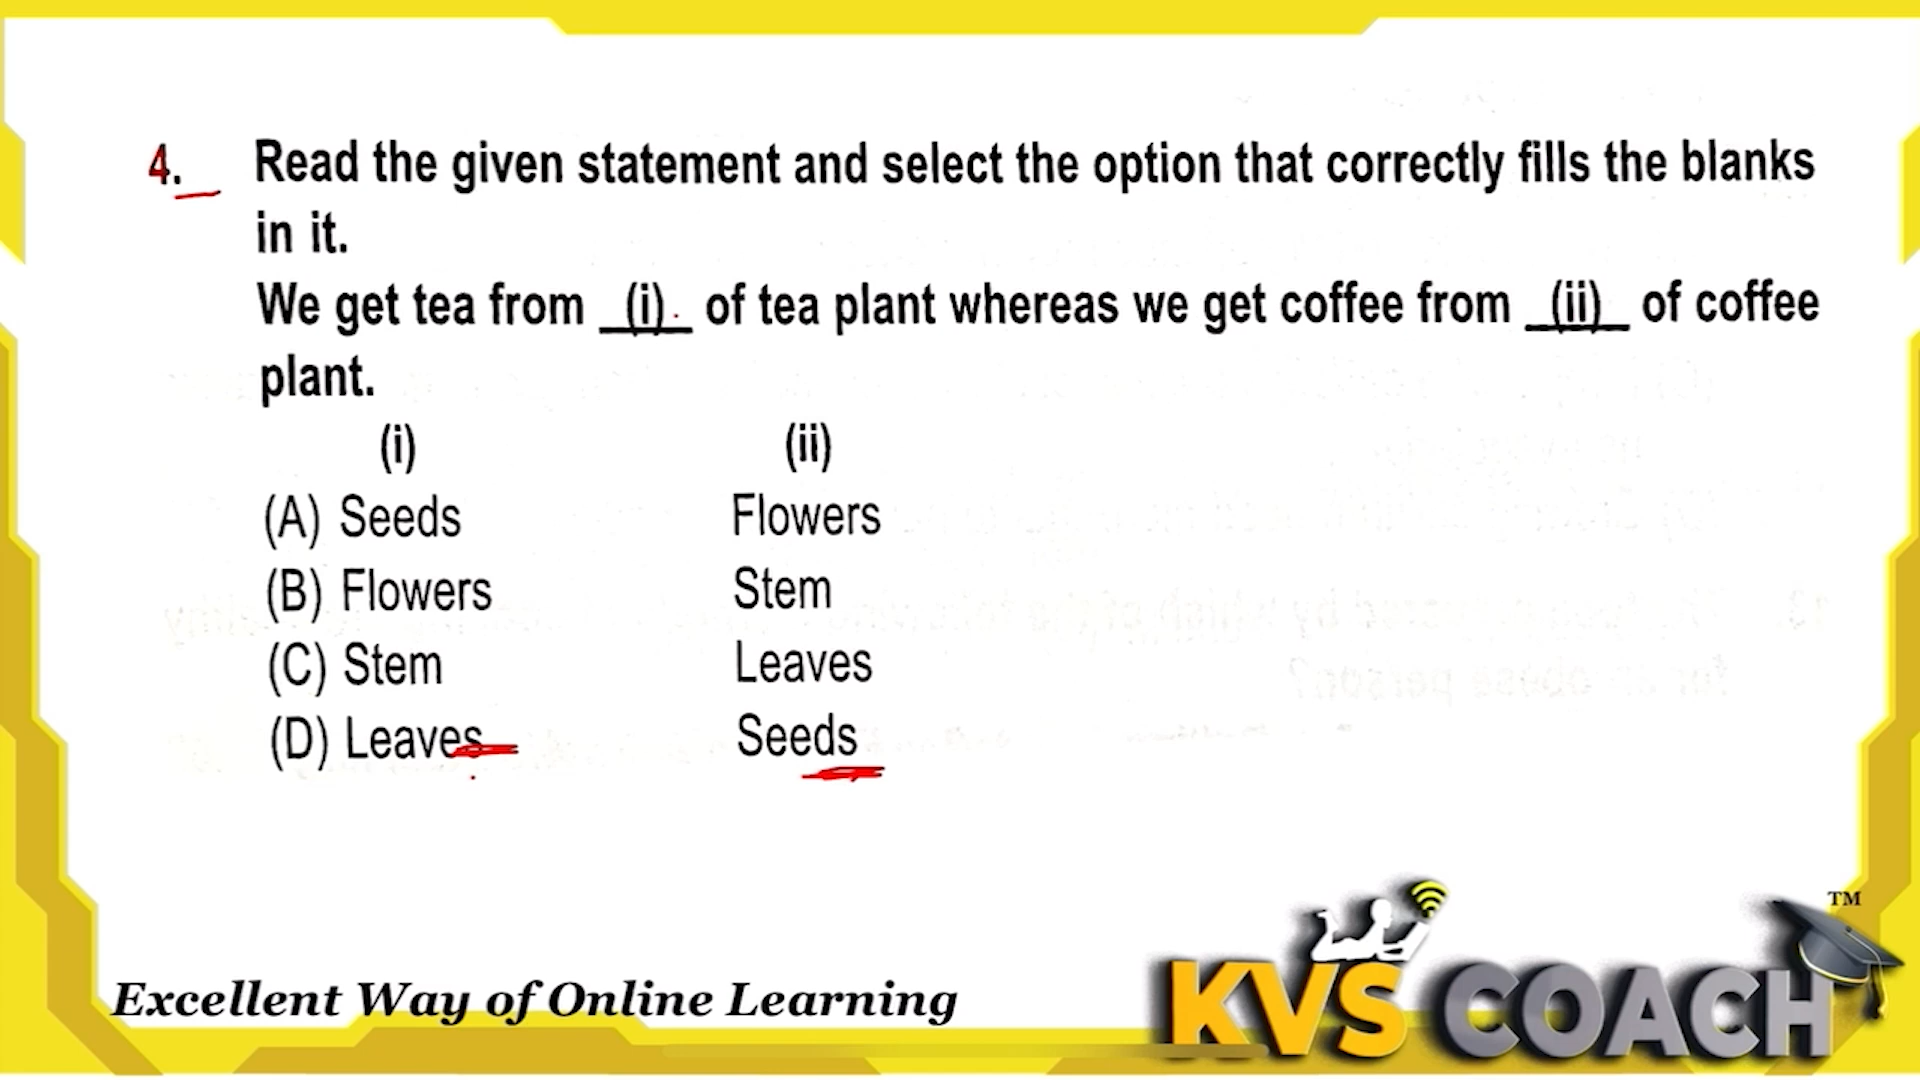 4. Read the given statement and select the option that correctly fills the blanks
in it.
We get tea from (i) of tea plant whereas we get coffee from (ii) of coffee
plant.
(i) (ii)
(A) Seeds Flowers
(B) Flowers Stem
(C) Stem Leaves
(D) Leaves Seeds
Excellent Way of Online Learning
KVS COACH TM